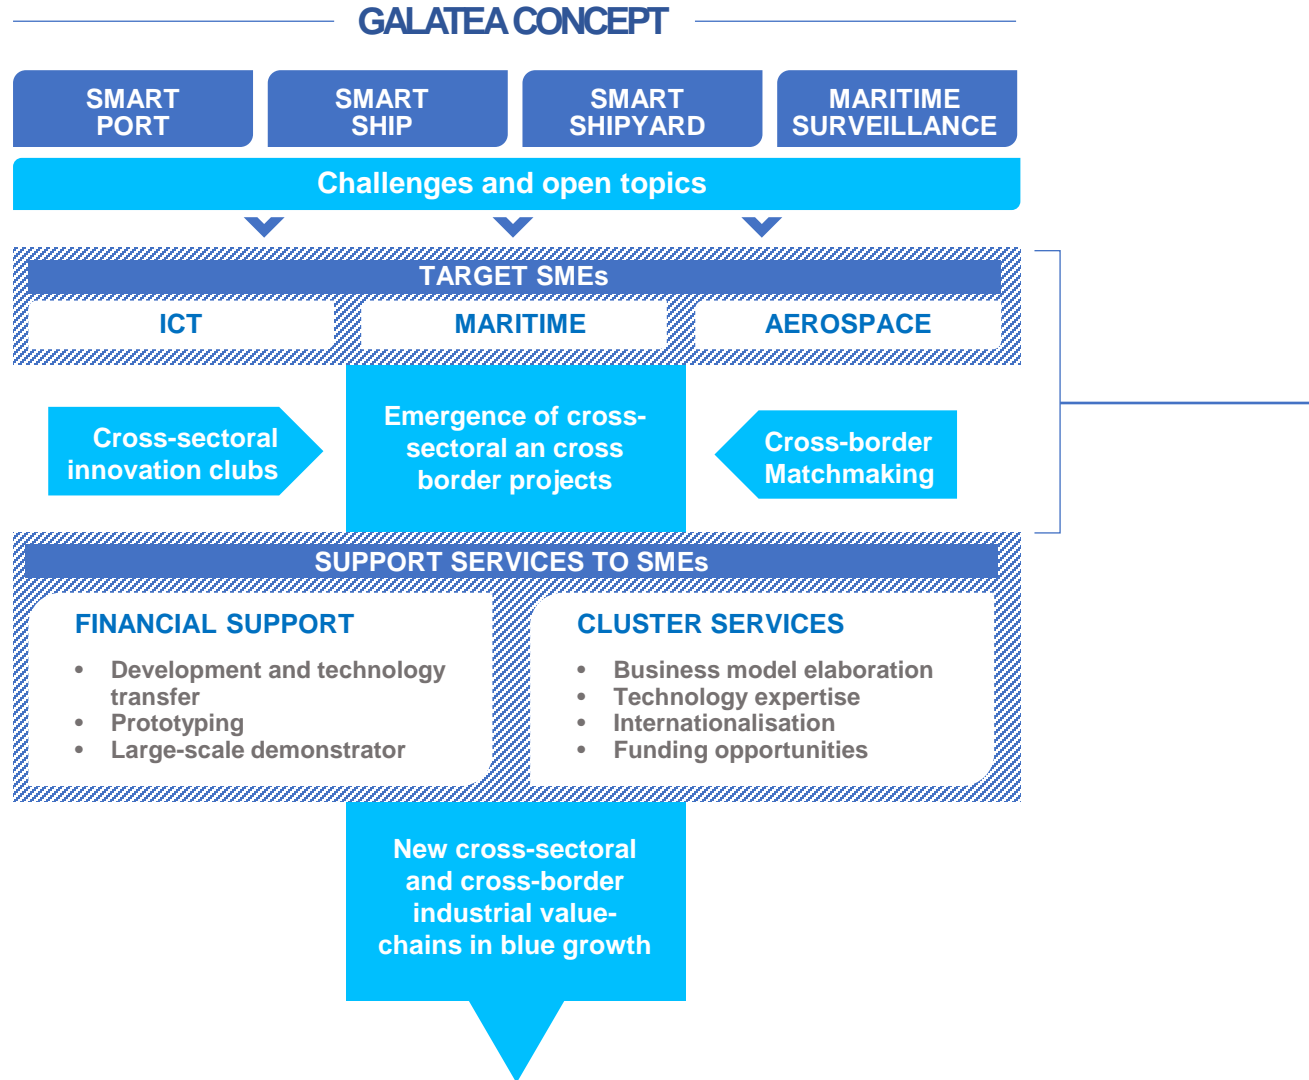 GALATEA CONCEPT
SMART
PORT
SMART
SHIP
SMART
SHIPYARD
MARITIME
SURVEILLANCE
Challenges and open topics
TARGET SMEs
ICT
MARITIME
AEROSPACE
Cross-sectoral
innovation clubs
Emergence of cross-
sectoral an cross
border projects
Cross-border
Matchmaking
SUPPORT SERVICES TO SMEs
FINANCIAL SUPPORT
• Development and technology
transfer
• Prototyping
• Large-scale demonstrator
CLUSTER SERVICES
• Business model elaboration
• Technology expertise
• Internationalisation
• Funding opportunities
New cross-sectoral
and cross-border
industrial value-
chains in blue growth